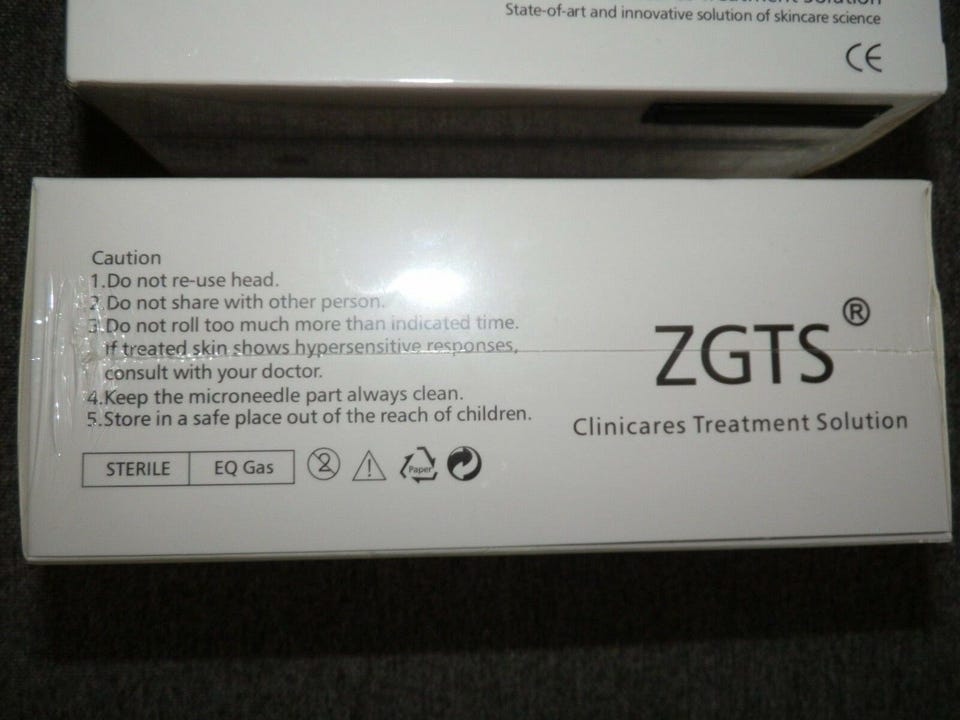 Treatment Solution
State-of-art and innovative solution of skincare science
CE
Caution
1.Do not re-use head.
2.Do not share with other person.
3.Do not roll too much more than indicated time.
If treated skin shows hypersensitive responses,
consult with your doctor.
4.Keep the microneedle part always clean.
5.Store in a safe place out of the reach of children.
STERILE EQ Gas 2 Paper
ZGTS®
Clinicares Treatment Solution